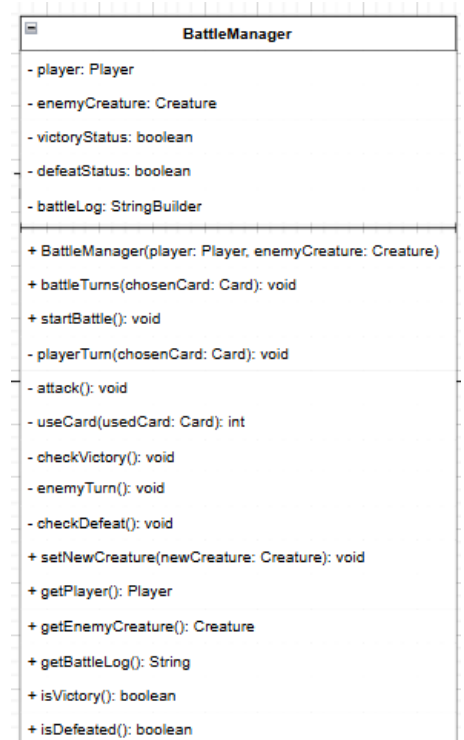 BattleManager
- player: Player
- enemyCreature: Creature
- victoryStatus: boolean
- defeatStatus: boolean
- battleLog: StringBuilder
+ BattleManager(player: Player, enemyCreature: Creature)
+ battleTurns(chosenCard: Card): void
+ startBattle(): void
- playerTurn(chosenCard: Card): void
- attack(): void
- useCard(usedCard: Card): int
- checkVictory(): void
- enemyTurn(): void
- checkDefeat(): void
+ setNewCreature(newCreature: Creature): void
+ getPlayer(): Player
+ getEnemyCreature(): Creature
+ getBattleLog(): String
+ isVictory(): boolean
+ isDefeated(): boolean